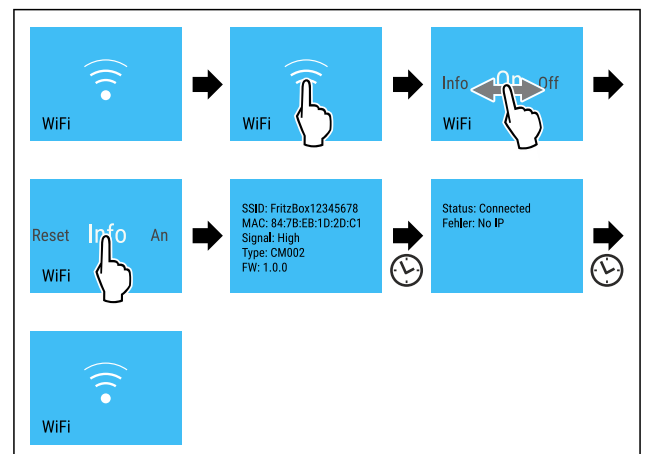 WiFi
WiFi
Info On Off
WiFi
Reset Info An
WiFi
SSID: FritzBox12345678
MAC: 84:7B:EB:1D:2D:C1
Signal: High
Type: CM002
FW: 1.0.0
Status: Connected
Fehler: No IP
WiFi